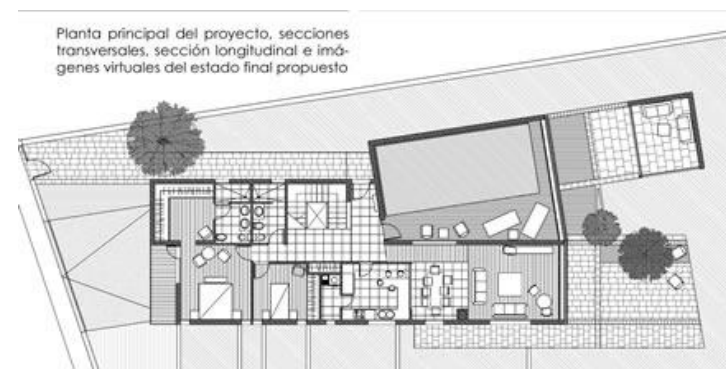 Planta principal del proyecto, secciones
transversales, sección longitudinal e imá-
genes virtuales del estado final propuesto